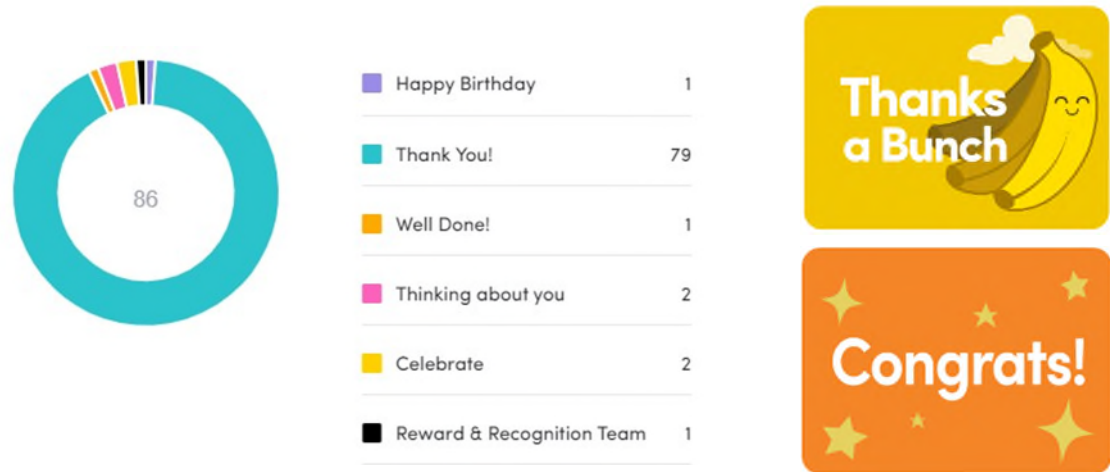 86
Happy Birthday 1
Thank You! 79
Well Done! 1
Thinking about you 2
Celebrate 2
Reward & Recognition Team 1
Thanks
a Bunch
Congrats!